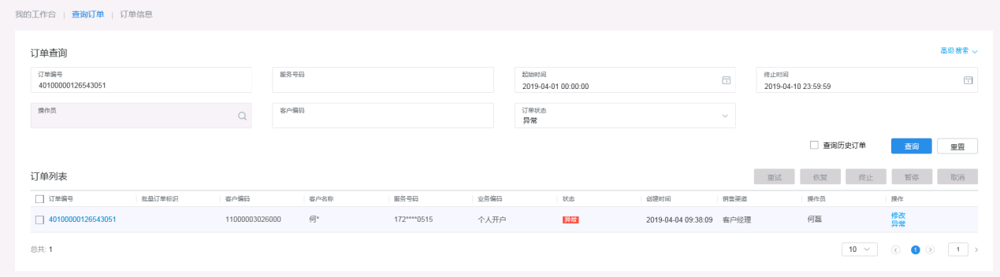 我的工作台 | 查询订单 | 订单信息
订单查询 高级搜索
订单编号 服务号码 起始时间 终止时间
40100000126543051 2019-04-01 00:00:00 2019-04-10 23:59:59
操作员 客户编码 订单状态
异常
查询历史订单 查询 重置
订单列表 重试 恢复 终止 暂停 取消
订单编号 批量订单标识 客户编码 客户名称 服务号码 业务编码 状态 创建时间 销售渠道 操作员 操作
40100000126543051 11000003026000 何* 172****0515 个人开户 异常 2019-04-04 09:38:09 客户经理 何磊 修改
异常
总共: 1 10 1 1